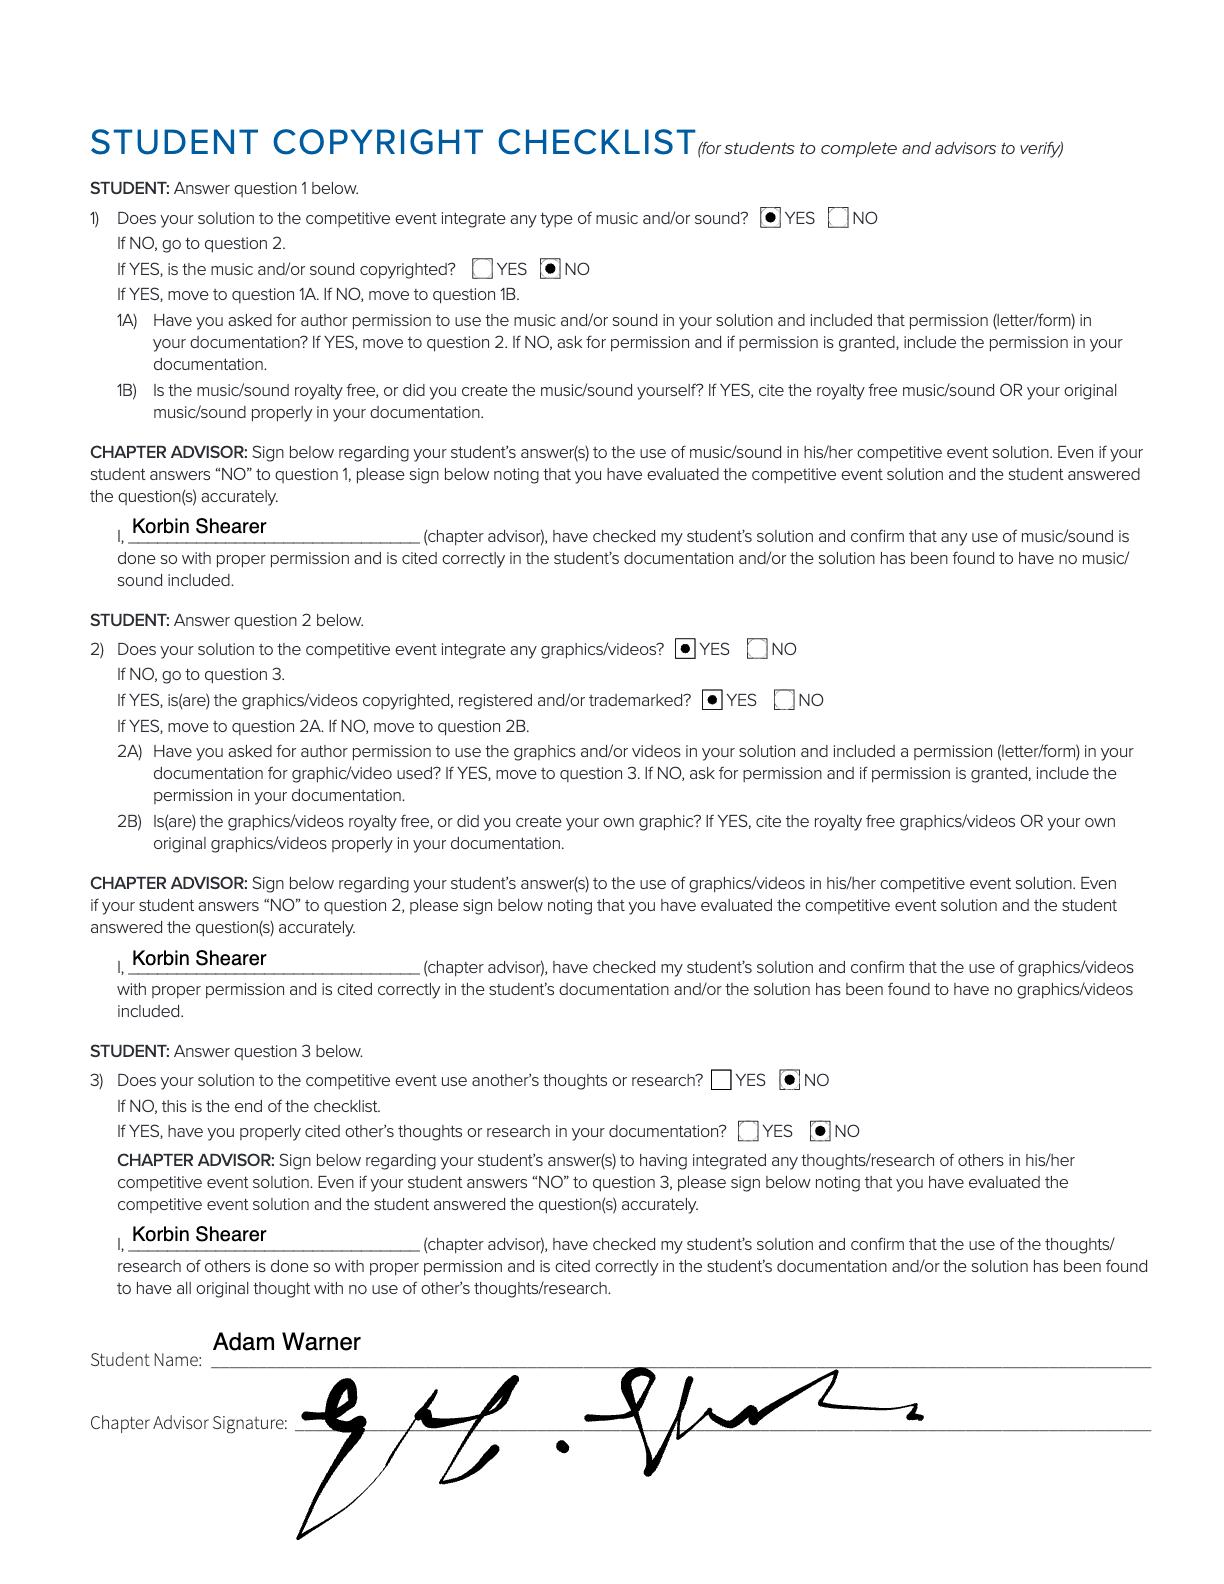 STUDENT COPYRIGHT CHECKLIST (for students to complete and advisors to verify)
STUDENT: Answer question 1 below.
1) Does your solution to the competitive event integrate any type of music and/or sound? YES NO
If NO, go to question 2.
If YES, is the music and/or sound copyrighted? YES NO
If YES, move to question 1A. If NO, move to question 1B.
1A) Have you asked for author permission to use the music and/or sound in your solution and included that permission (letter/form) in
your documentation? If YES, move to question 2. If NO, ask for permission and if permission is granted, include the permission in your
documentation.
1B) Is the music/sound royalty free, or did you create the music/sound yourself? If YES, cite the royalty free music/sound OR your original
music/sound properly in your documentation.
CHAPTER ADVISOR: Sign below regarding your student’s answer(s) to the use of music/sound in his/her competitive event solution. Even if your
student answers “NO” to question 1, please sign below noting that you have evaluated the competitive event solution and the student answered
the question(s) accurately.
I, Korbin Shearer (chapter advisor), have checked my student’s solution and confirm that any use of music/sound is
done so with proper permission and is cited correctly in the student’s documentation and/or the solution has been found to have no music/
sound included.
STUDENT: Answer question 2 below.
2) Does your solution to the competitive event integrate any graphics/videos? YES NO
If NO, go to question 3.
If YES, is(are) the graphics/videos copyrighted, registered and/or trademarked? YES NO
If YES, move to question 2A. If NO, move to question 2B.
2A) Have you asked for author permission to use the graphics and/or videos in your solution and included a permission (letter/form) in your
documentation for graphic/video used? If YES, move to question 3. If NO, ask for permission and if permission is granted, include the
permission in your documentation.
2B) Is(are) the graphics/videos royalty free, or did you create your own graphic? If YES, cite the royalty free graphics/videos OR your own
original graphics/videos properly in your documentation.
CHAPTER ADVISOR: Sign below regarding your student’s answer(s) to the use of graphics/videos in his/her competitive event solution. Even
if your student answers “NO” to question 2, please sign below noting that you have evaluated the competitive event solution and the student
answered the question(s) accurately.
I, Korbin Shearer (chapter advisor), have checked my student’s solution and confirm that the use of graphics/videos
with proper permission and is cited correctly in the student’s documentation and/or the solution has been found to have no graphics/videos
included.
STUDENT: Answer question 3 below.
3) Does your solution to the competitive event use another’s thoughts or research? YES NO
If NO, this is the end of the checklist.
If YES, have you properly cited other’s thoughts or research in your documentation? YES NO
CHAPTER ADVISOR: Sign below regarding your student’s answer(s) to having integrated any thoughts/research of others in his/her
competitive event solution. Even if your student answers “NO” to question 3, please sign below noting that you have evaluated the
competitive event solution and the student answered the question(s) accurately.
I, Korbin Shearer (chapter advisor), have checked my student’s solution and confirm that the use of the thoughts/
research of others is done so with proper permission and is cited correctly in the student’s documentation and/or the solution has been found
to have all original thought with no use of other’s thoughts/research.
Student Name: Adam Warner
Chapter Advisor Signature: